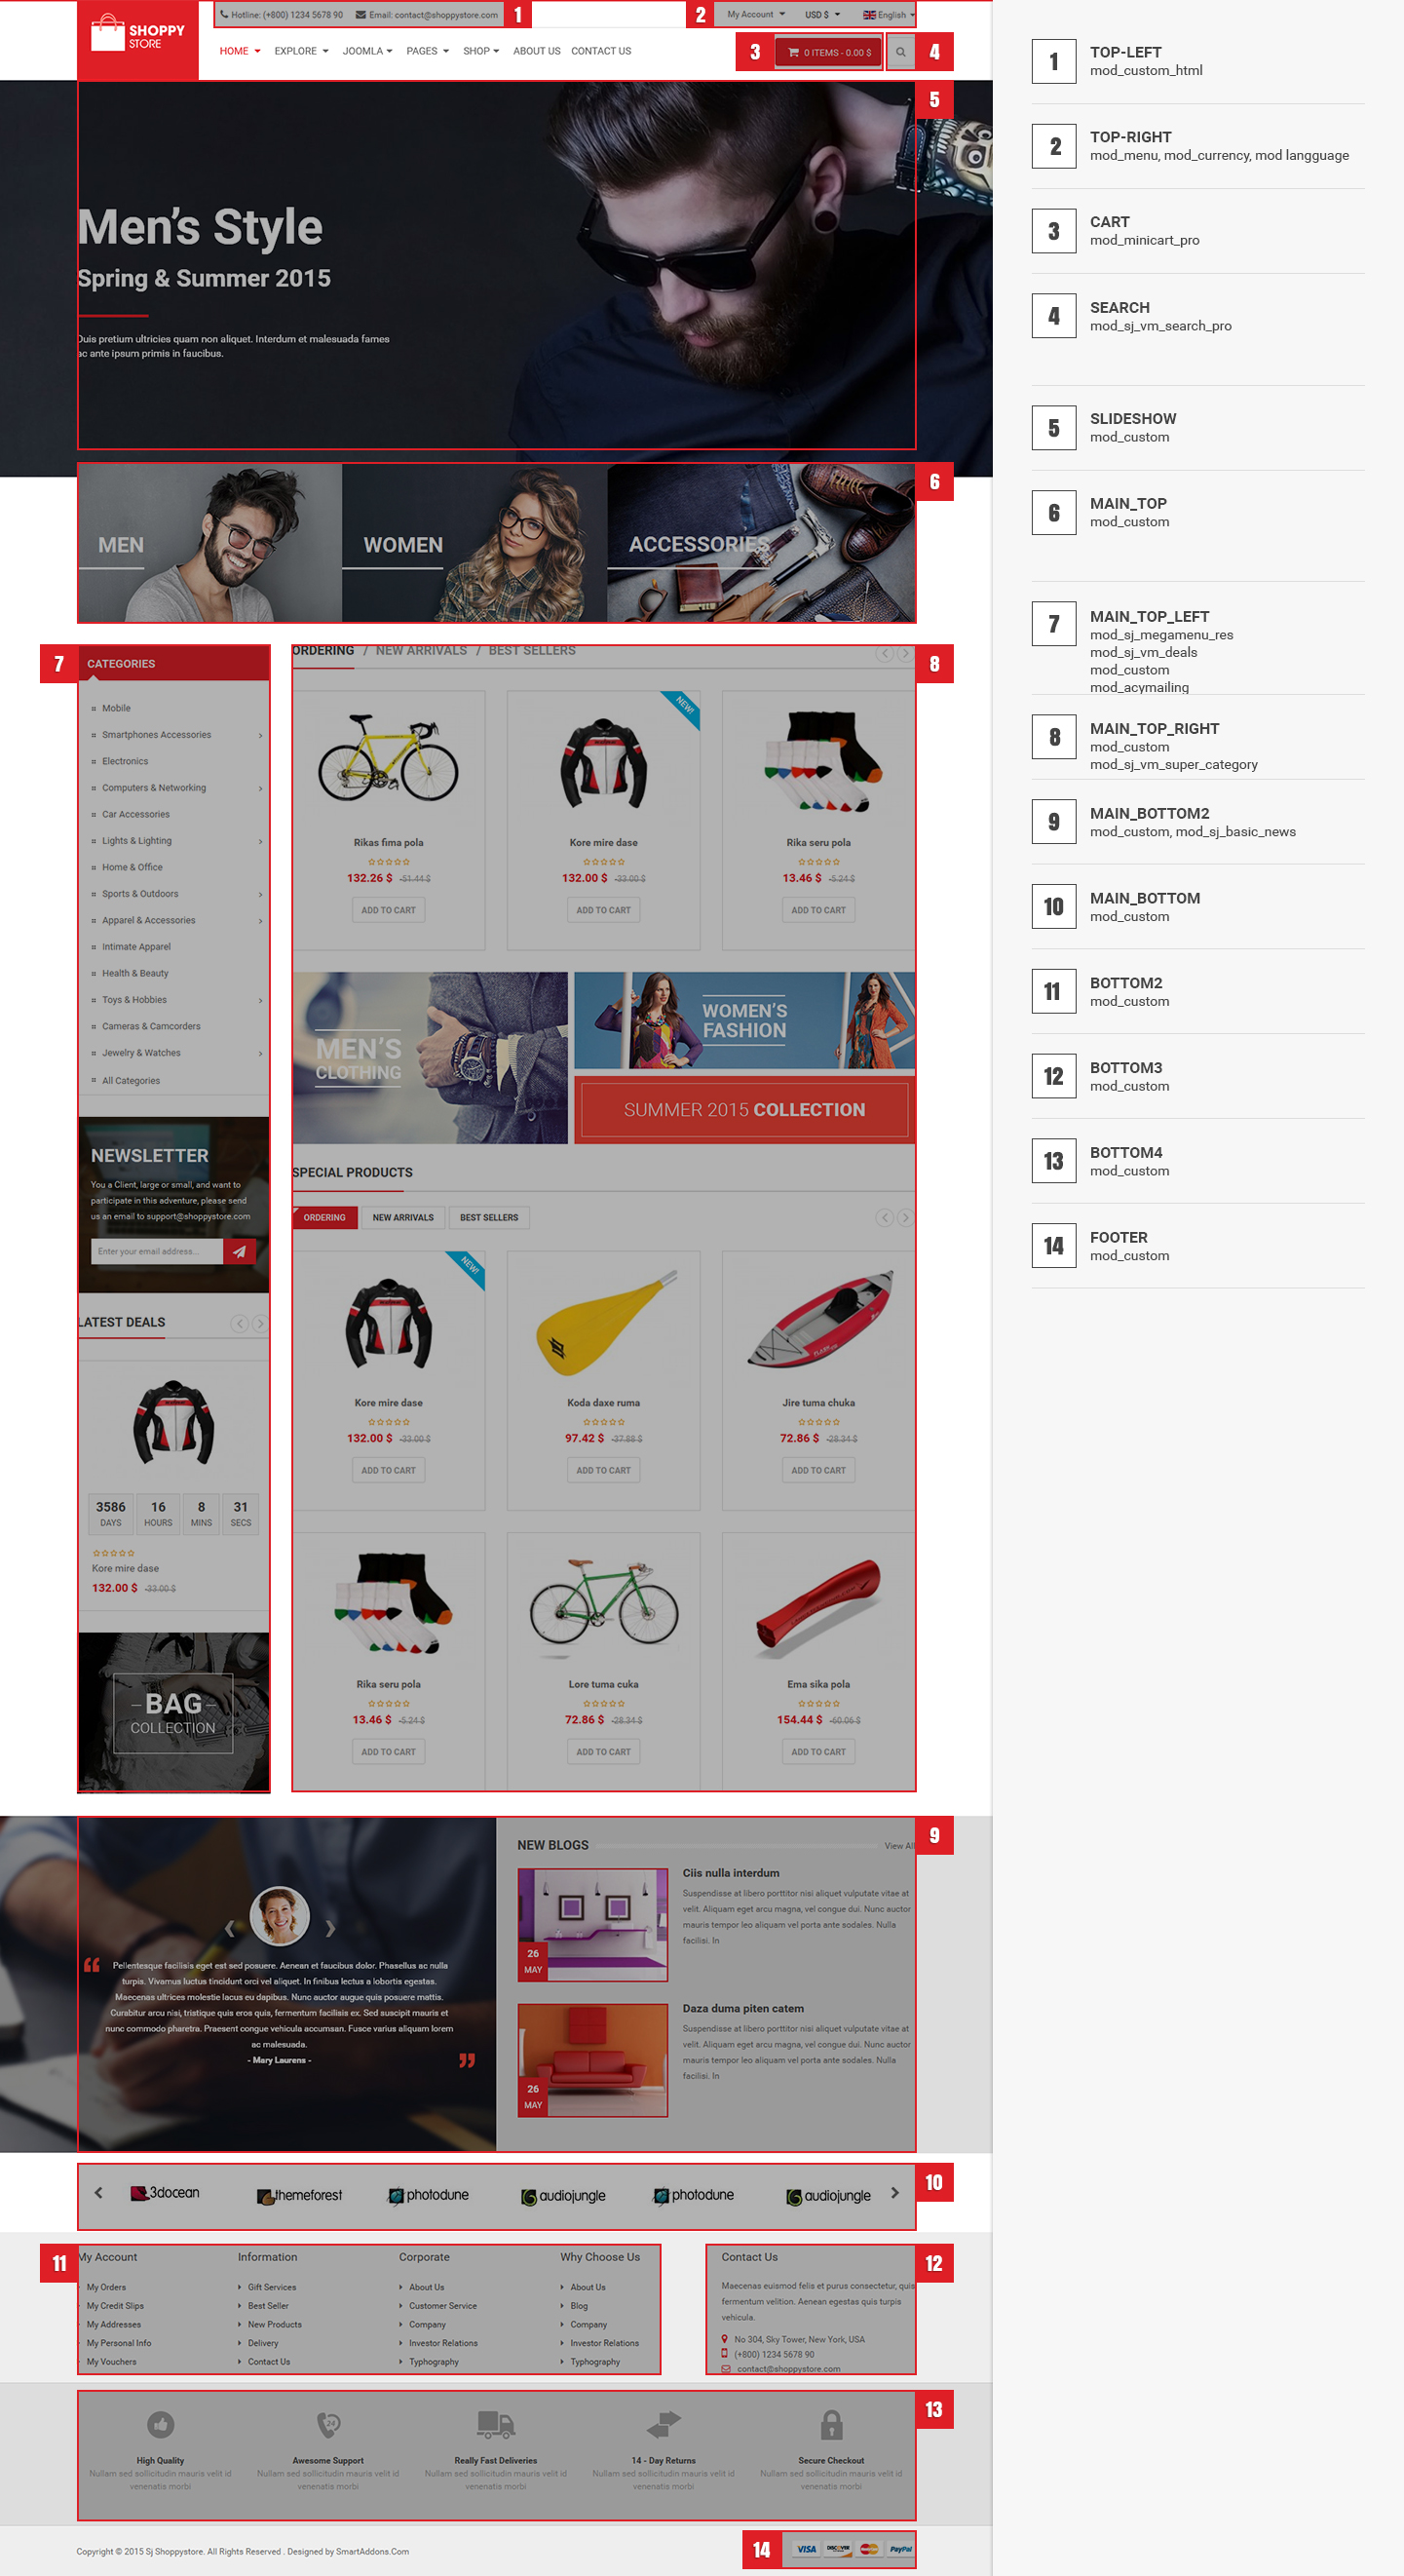 SHOPPY
STORE
Hotline: (+800) 1234 5678 90 Email: contact@shoppystore.com 1
2 My Account USD $ English
HOME EXPLORE JOOMLA PAGES SHOP ABOUT US CONTACT US
3 0 ITEMS - 0.00 $ 4
5
Men's Style
Spring & Summer 2015
Duis pretium ultricies quam non aliquet. Interdum et malesuada fames
ac ante ipsum primis in faucibus.
6
MEN WOMEN ACCESSORIES
7
CATEGORIES
Mobile
Smartphones Accessories
Electronics
Computers & Networking
Car Accessories
Lights & Lighting
Home & Office
Sports & Outdoors
Apparel & Accessories
Intimate Apparel
Health & Beauty
Toys & Hobbies
Cameras & Camcorders
Jewelry & Watches
All Categories
NEWSLETTER
You a Client, large or small, and want to
participate in this adventure, please send
us an email to support@shoppystore.com
Enter your email address...
LATEST DEALS
3586 16 8 31
DAYS HOURS MINS SECS
Kore mire dase
132.00 $ -33.00 $
BAG
COLLECTION
8
ORDERING / NEW ARRIVALS / BEST SELLERS
NEW!
Rikas fima pola Kore mire dase Rika seru pola
132.26 $ -51.44 $ 132.00 $ -33.00 $ 13.46 $ -5.24 $
ADD TO CART ADD TO CART ADD TO CART
MEN'S
CLOTHING
WOMEN'S
FASHION
SUMMER 2015 COLLECTION
SPECIAL PRODUCTS
ORDERING NEW ARRIVALS BEST SELLERS
NEW!
Kore mire dase Koda daxe ruma Jire tuma chuka
132.00 $ -33.00 $ 97.42 $ -37.88 $ 72.86 $ -28.34 $
ADD TO CART ADD TO CART ADD TO CART
Rika seru pola Lore tuma cuka Ema sika pola
13.46 $ -5.24 $ 72.86 $ -28.34 $ 154.44 $ -60.06 $
ADD TO CART ADD TO CART ADD TO CART
9
“ Pellentesque facilisis eget est sed posuere. Aenean et faucibus dolor. Phasellus ac nulla
turpis. Vivamus luctus tincidunt orci vel aliquet. In finibus lectus a lobortis egestas.
Maecenas ultrices molestie lacus eu dapibus. Nunc auctor augue quis posuere mattis.
Curabitur arcu nisi, tristique quis eros quis, fermentum facilisis ex. Sed suscipit mauris et
nunc commodo pharetra. Praesent congue vehicula accumsan. Fusce varius aliquam lorem
ac malesuada.
- Mary Laurens - ”
NEW BLOGS View All
26
MAY
Ciis nulla interdum
Suspendisse at libero porttitor nisi aliquet vulputate vitae at
velit. Aliquam eget arcu magna, vel congue dui. Nunc auctor
mauris tempor leo aliquam vel porta ante sodales. Nulla
facilisi. In
26
MAY
Daza duma piten catem
Suspendisse at libero porttitor nisi aliquet vulputate vitae at
velit. Aliquam eget arcu magna, vel congue dui. Nunc auctor
mauris tempor leo aliquam vel porta ante sodales. Nulla
facilisi. In
10
3docean themeforest photodune audiojungle photodune audiojungle
11
My Account Information Corporate Why Choose Us
My Orders Gift Services About Us About Us
My Credit Slips Best Seller Customer Service Blog
My Addresses New Products Company Company
My Personal Info Delivery Investor Relations Investor Relations
My Vouchers Contact Us Typhography Typhography
12
Contact Us
Maecenas euismod felis et purus consectetur, quis
fermentum velition. Aenean egestas quis turpis
vehicula.
No 304, Sky Tower, New York, USA
(+800) 1234 5678 90
contact@shoppystore.com
13
24
High Quality Awesome Support Really Fast Deliveries 14 - Day Returns Secure Checkout
Nullam sed sollicitudin mauris velit id Nullam sed sollicitudin mauris velit id Nullam sed sollicitudin mauris velit id Nullam sed sollicitudin mauris velit id Nullam sed sollicitudin mauris velit id
venenatis morbi venenatis morbi venenatis morbi venenatis morbi venenatis morbi
Copyright © 2015 Sj Shoppystore. All Rights Reserved . Designed by SmartAddons.Com
14 VISA DISCOVER MasterCard PayPal
1 TOP-LEFT
mod_custom_html
2 TOP-RIGHT
mod_menu, mod_currency, mod langguage
3 CART
mod_minicart_pro
4 SEARCH
mod_sj_vm_search_pro
5 SLIDESHOW
mod_custom
6 MAIN_TOP
mod_custom
7 MAIN_TOP_LEFT
mod_sj_megamenu_res
mod_sj_vm_deals
mod_custom
mod_acymailing
8 MAIN_TOP_RIGHT
mod_custom
mod_sj_vm_super_category
9 MAIN_BOTTOM2
mod_custom, mod_sj_basic_news
10 MAIN_BOTTOM
mod_custom
11 BOTTOM2
mod_custom
12 BOTTOM3
mod_custom
13 BOTTOM4
mod_custom
14 FOOTER
mod_custom